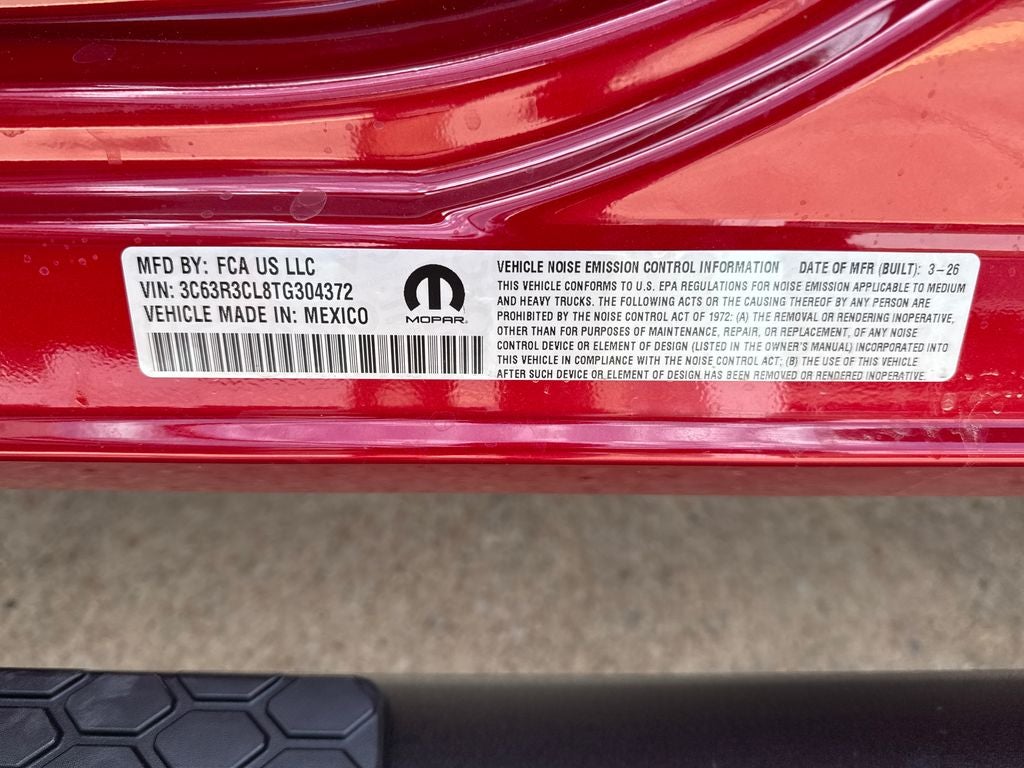 MFD BY: FCA US LLC
VIN: 3C63R3CL8TG304372
VEHICLE MADE IN: MEXICO
MOPAR
VEHICLE NOISE EMISSION CONTROL INFORMATION DATE OF MFR (BUILT): 3-26
THIS VEHICLE CONFORMS TO U.S. EPA REGULATIONS FOR NOISE EMISSION APPLICABLE TO MEDIUM
AND HEAVY TRUCKS. THE FOLLOWING ACTS OR THE CAUSING THEREOF BY ANY PERSON ARE
PROHIBITED BY THE NOISE CONTROL ACT OF 1972: (A) THE REMOVAL OR RENDERING INOPERATIVE,
OTHER THAN FOR PURPOSES OF MAINTENANCE, REPAIR, OR REPLACEMENT, OF ANY NOISE
CONTROL DEVICE OR ELEMENT OF DESIGN (LISTED IN THE OWNER'S MANUAL) INCORPORATED INTO
THIS VEHICLE IN COMPLIANCE WITH THE NOISE CONTROL ACT; (B) THE USE OF THIS VEHICLE
AFTER SUCH DEVICE OR ELEMENT OF DESIGN HAS BEEN REMOVED OR RENDERED INOPERATIVE.